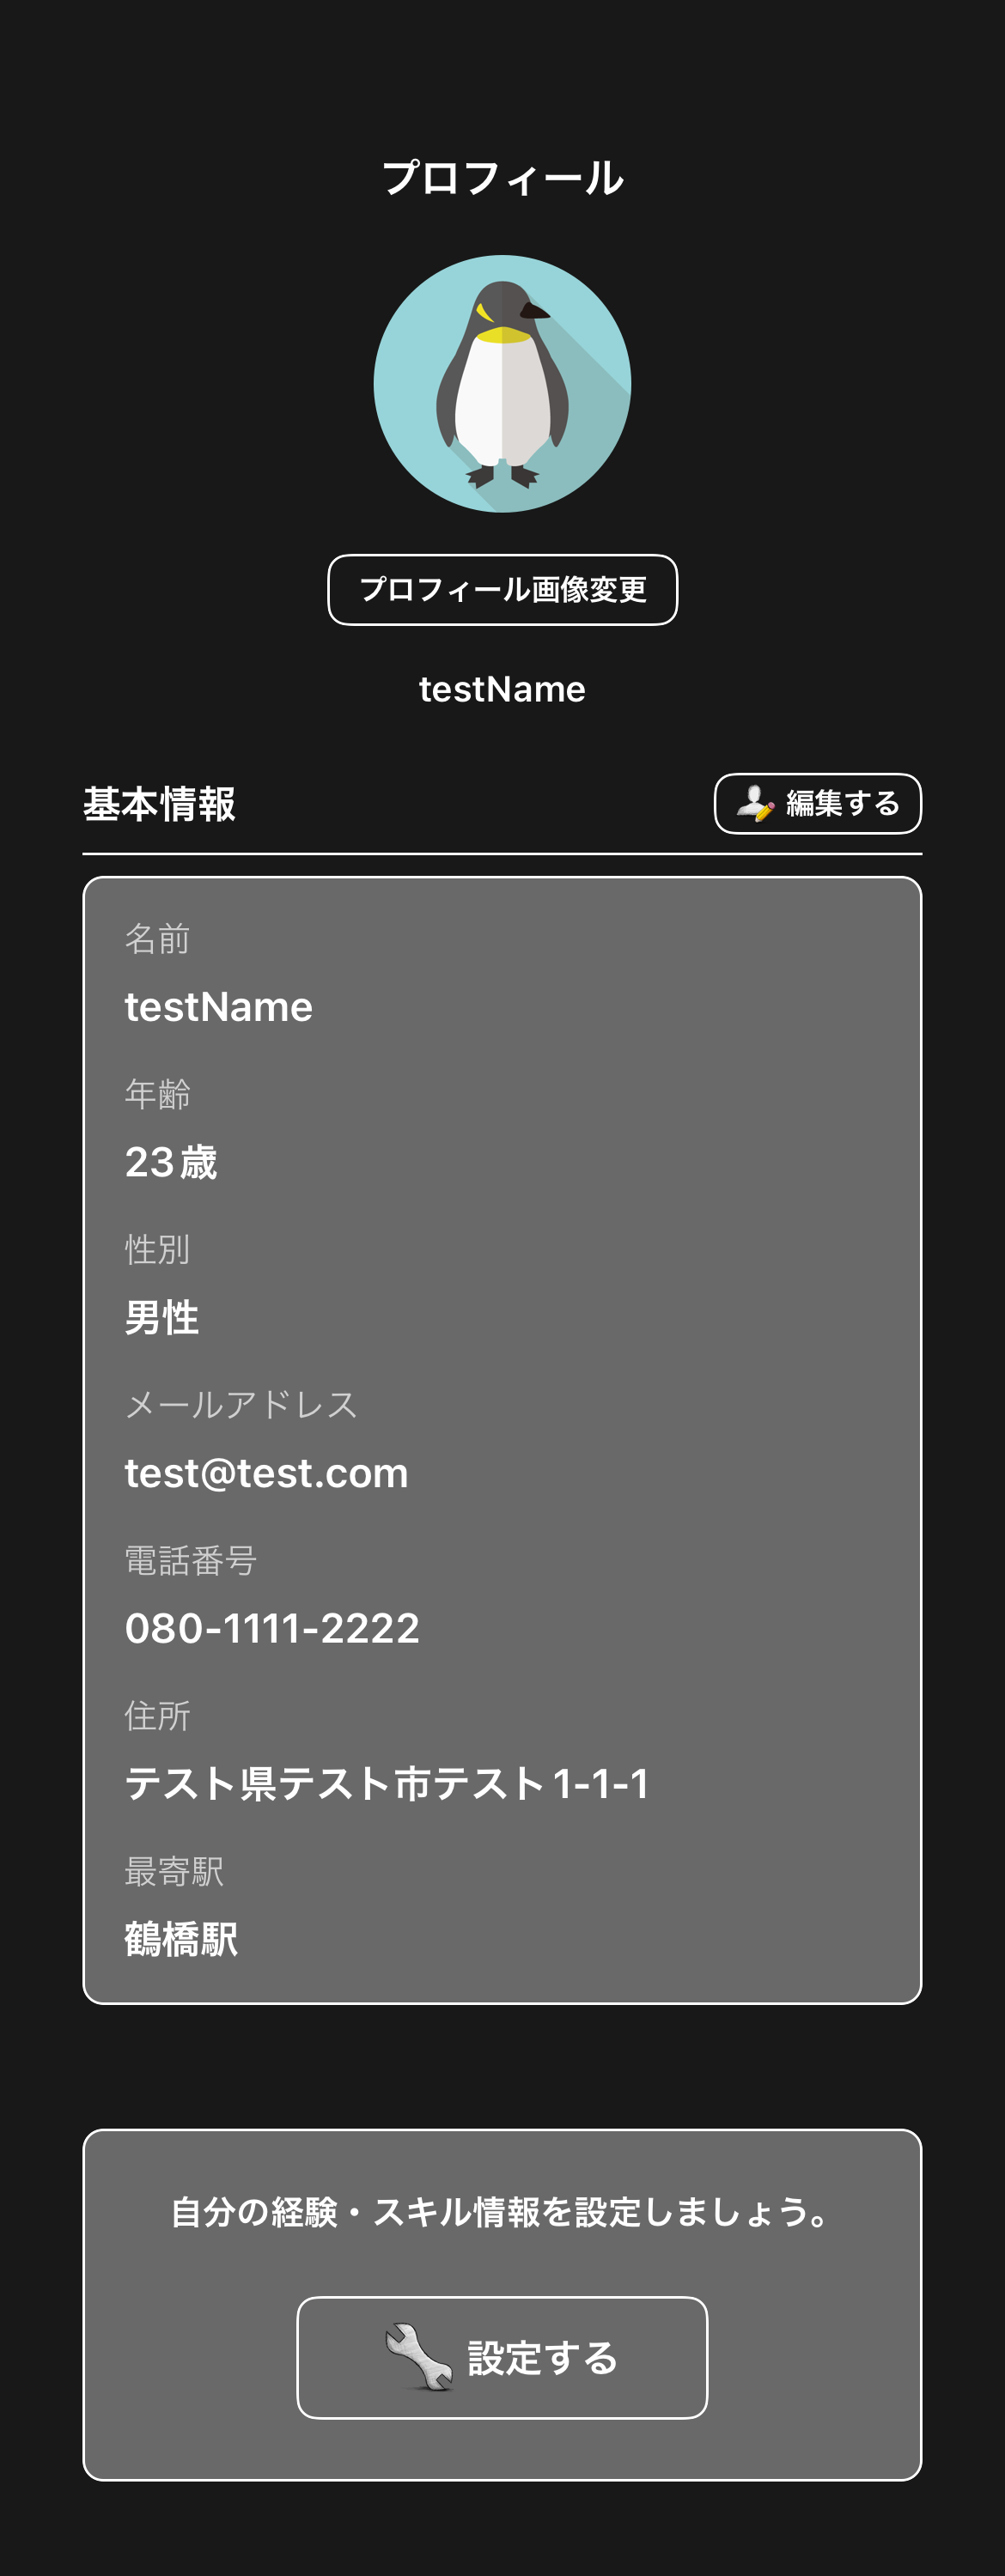 プロフィール
プロフィール画像変更
testName
基本情報
編集する
名前
testName
年齢
23歳
性別
男性
メールアドレス
test@test.com
電話番号
080-1111-2222
住所
テスト県テスト市テスト1-1-1
最寄駅
鶴橋駅
自分の経験・スキル情報を設定しましょう。
設定する